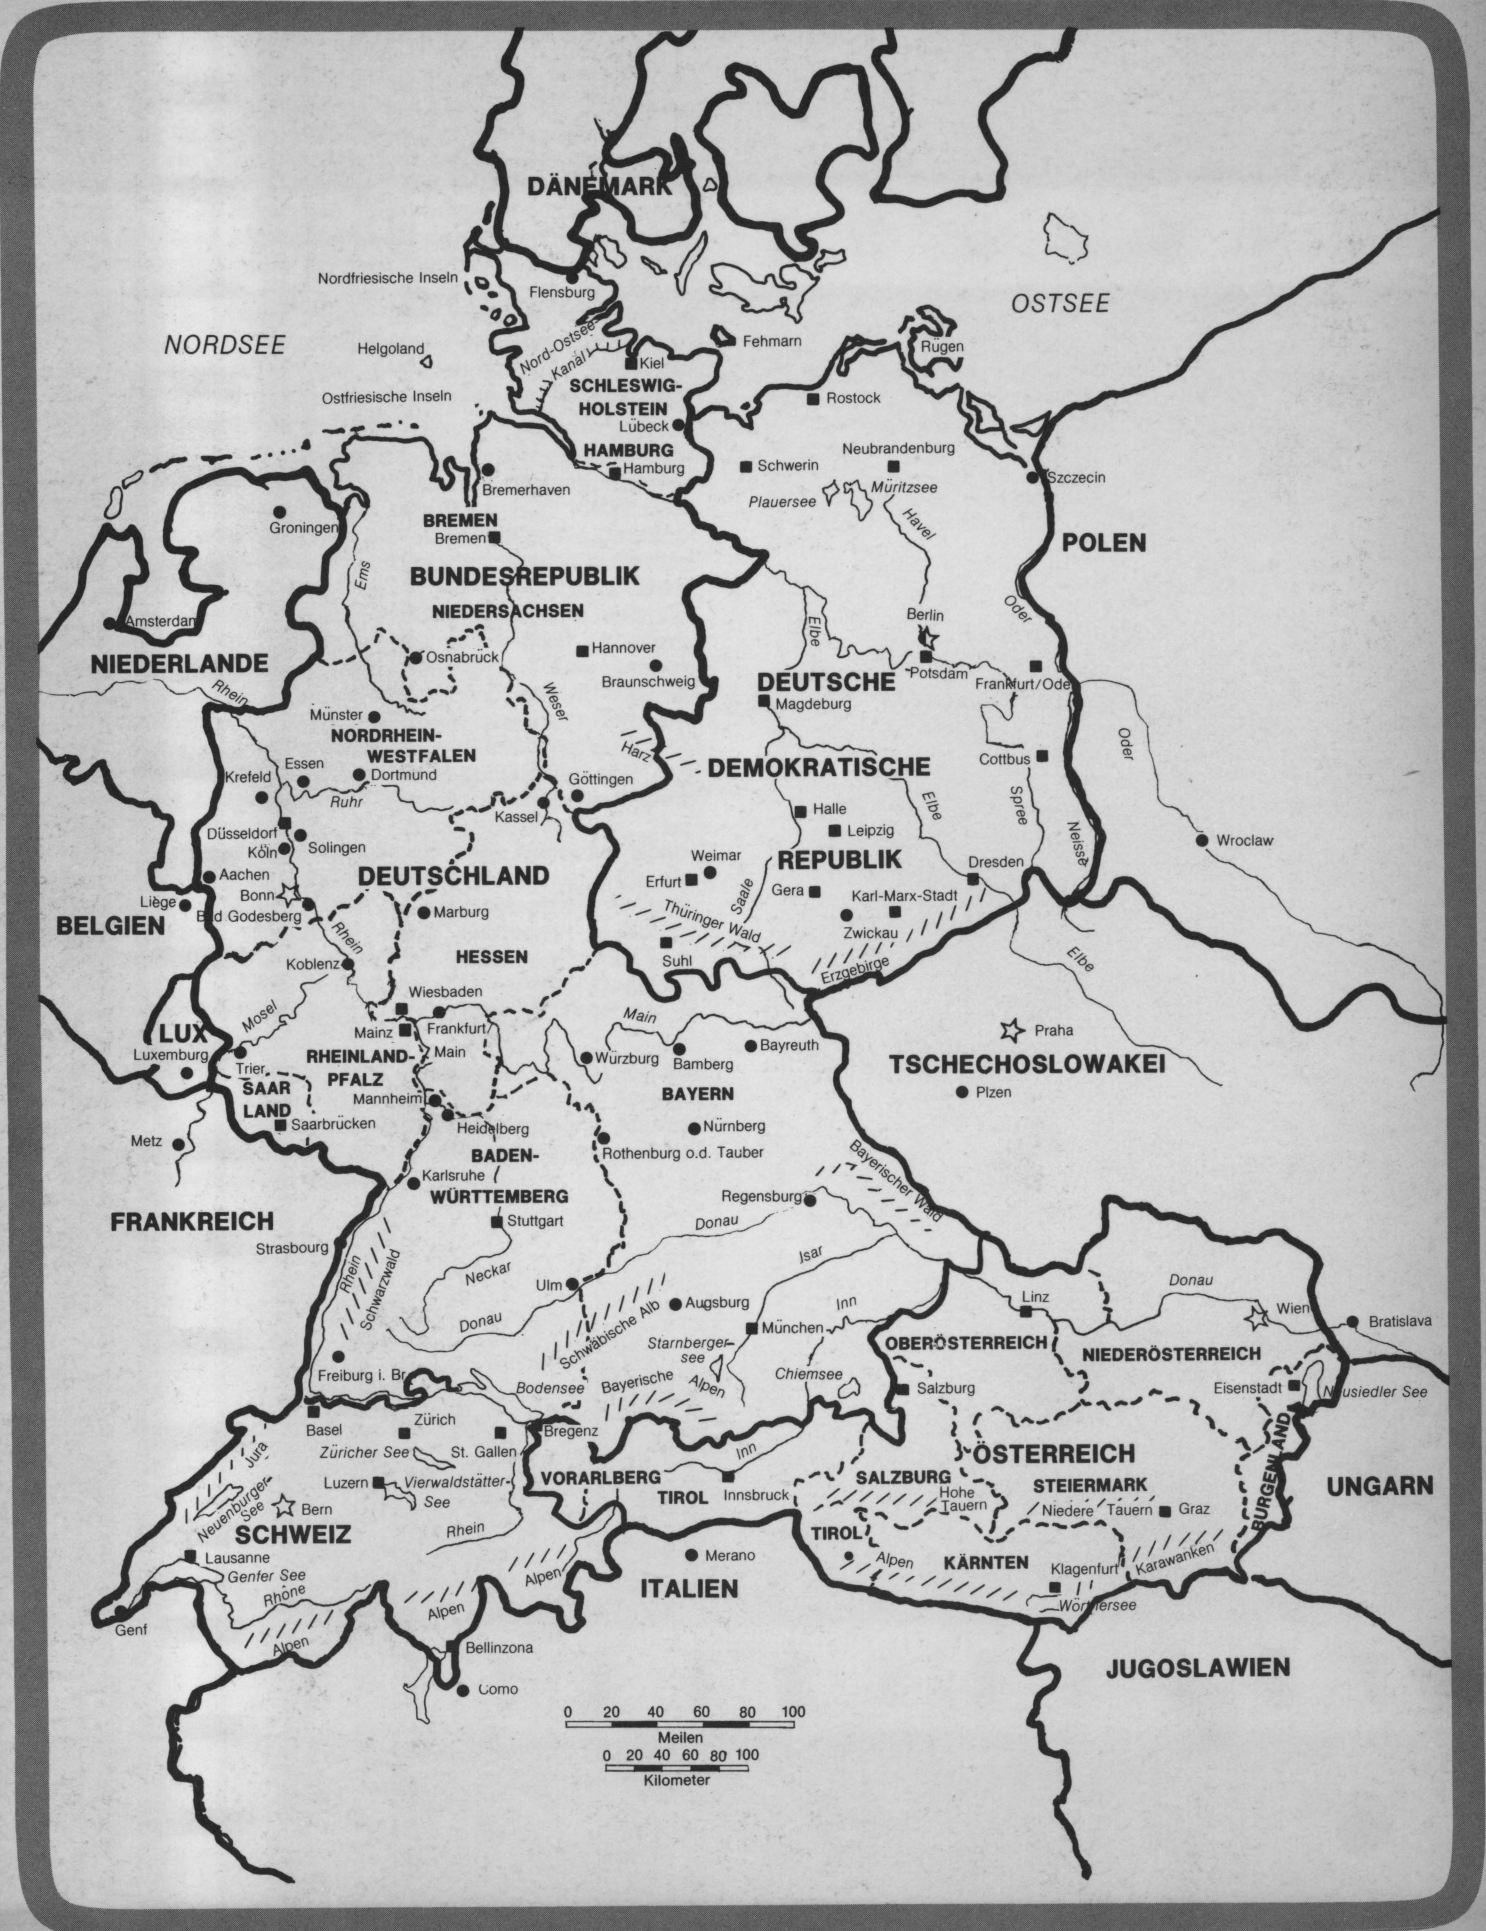 DÄNEMARK
Nordfriesische Inseln
Flensburg
OSTSEE
NORDSEE
Helgoland
Nord-Ostsee-
Kanal
Kiel
Fehmarn
Rügen
SCHLESWIG-
HOLSTEIN
Ostfriesische Inseln
Lübeck
Rostock
HAMBURG
Hamburg
Schwerin
Neubrandenburg
Bremerhaven
Plauersee
Müritzsee
Szczecin
Groningen
BREMEN
Bremen
Havel
POLEN
Ems
BUNDESREPUBLIK
NIEDERSACHSEN
Amsterdam
Elbe
Berlin
Oder
NIEDERLANDE
Osnabrück
Hannover
Braunschweig
Potsdam
Frankfurt/Oder
Rhein
Weser
DEUTSCHE
Magdeburg
Münster
NORDRHEIN-
WESTFALEN
Harz
Oder
Essen
Dortmund
Krefeld
Ruhr
Göttingen
DEMOKRATISCHE
Cottbus
Kassel
Halle
Elbe
Spree
Düsseldorf
Köln
Solingen
Leipzig
Neisse
Wroclaw
Aachen
DEUTSCHLAND
Weimar
REPUBLIK
Dresden
Bonn
Erfurt
Saale
Gera
Karl-Marx-Stadt
Liège
Bad Godesberg
Marburg
Thüringer Wald
Zwickau
BELGIEN
Rhein
HESSEN
Suhl
Erzgebirge
Elbe
Koblenz
Wiesbaden
Mosel
Mainz
Frankfurt
Main
Praha
LUX
Luxemburg
RHEINLAND-
PFALZ
Main
Würzburg
Bamberg
Bayreuth
TSCHECHOSLOWAKEI
Trier
SAAR
LAND
Mannheim
BAYERN
Plzen
Saarbrücken
Heidelberg
Nürnberg
Metz
BADEN-
WÜRTTEMBERG
Rothenburg o.d. Tauber
Bayerischer Wald
Karlsruhe
Regensburg
FRANKREICH
Stuttgart
Donau
Strasbourg
Rhein
Schwarzwald
Neckar
Isar
Ulm
Donau
Linz
Donau
Wien
Bratislava
Schwäbische Alb
Augsburg
Inn
München
Starnberger-
see
OBERÖSTERREICH
NIEDERÖSTERREICH
Freiburg i. Br.
Bodensee
Bayerische
Alpen
Chiemsee
Salzburg
Eisenstadt
Neusiedler See
Basel
Zürich
Bregenz
Jura
Züricher See
St. Gallen
Inn
ÖSTERREICH
BURGENLAND
Luzern
Vierwaldstätter-
See
VORARLBERG
TIROL
Innsbruck
SALZBURG
Hohe
Tauern
STEIERMARK
UNGARN
Neuenburger-
See
Bern
SCHWEIZ
Rhein
Niedere Tauern
Graz
TIROL
Lausanne
Genfer See
Rhône
Alpen
Merano
ITALIEN
Alpen
KÄRNTEN
Klagenfurt
Karawanken
Wörthersee
Genf
Alpen
Alpen
Bellinzona
JUGOSLAWIEN
Como
0 20 40 60 80 100
Meilen
0 20 40 60 80 100
Kilometer